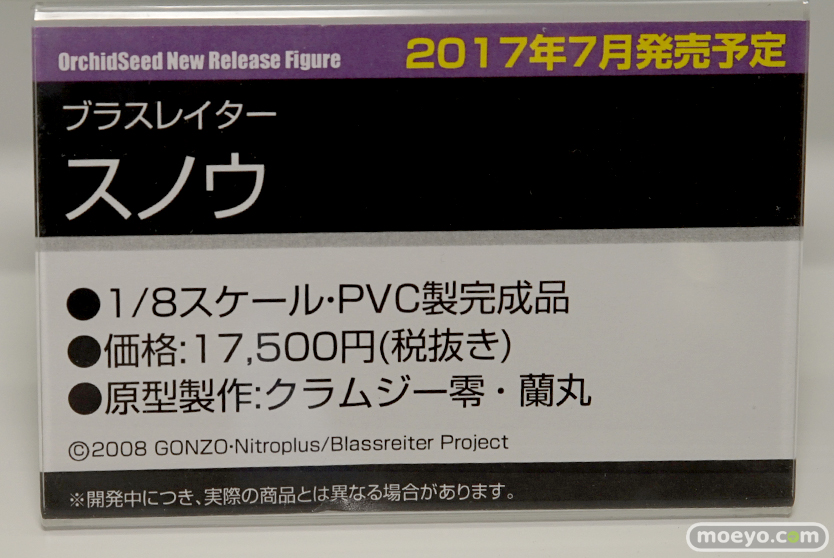 OrchidSeed New Release Figure
2017年7月発売予定
ブラスレイター
スノウ
●1/8スケール・PVC製完成品
●価格:17,500円(税抜き)
●原型製作:クラムジー零・蘭丸
©2008 GONZO・Nitroplus/Blassreiter Project
※開発中につき、実際の商品とは異なる場合があります。
moeyo.com